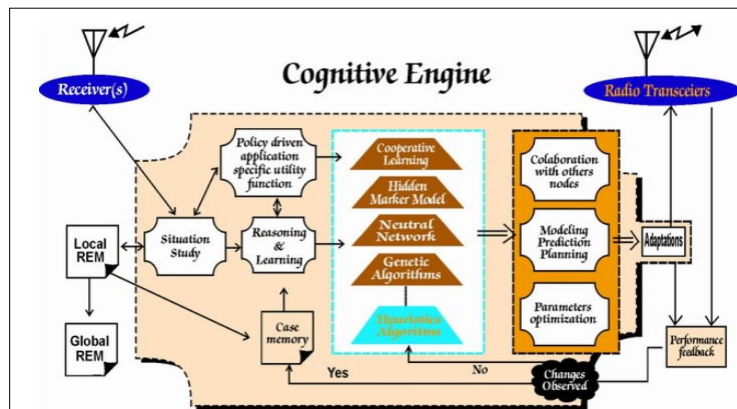 Cognitive Engine
Receiver(s)
Radio Transceiers
Policy driven
application
specific utility
function
Cooperative
Learning
Hidden
Marker Model
Neutral
Network
Genetic
Algorithms
Heuristics
Algoritms
Colaboration
with others
nodes
Modeling
Prediction
Planning
Parameters
optimization
Adaptations
Local
REM
Situation
Study
Reasoning
&
Learning
Global
REM
Case
memory
Yes
No
Changes
Observed
Performance
feedback